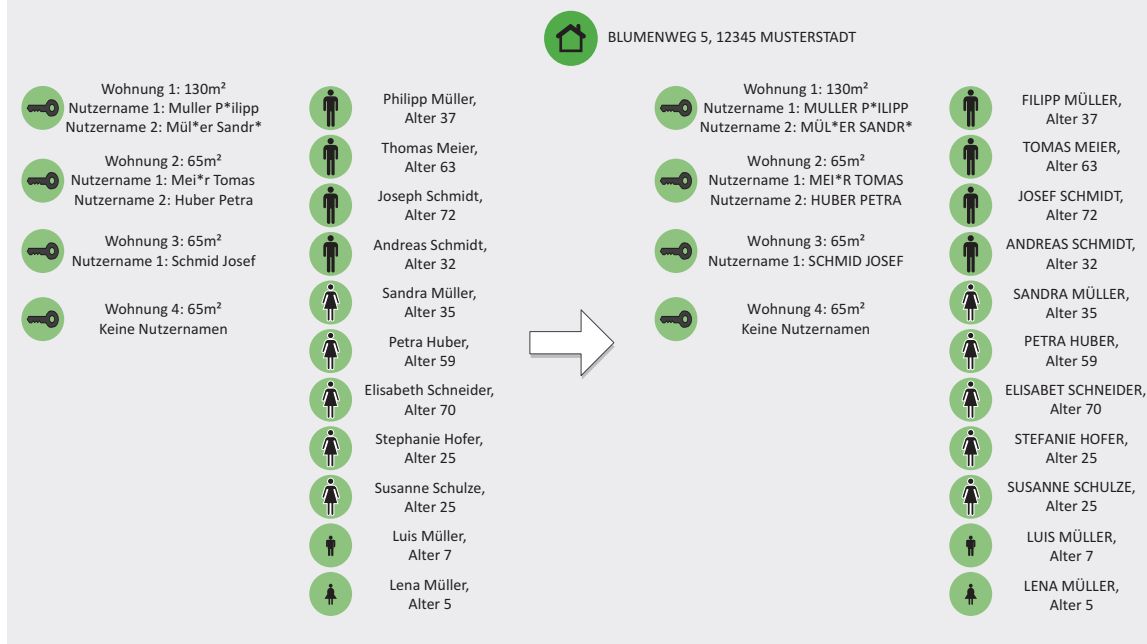 BLUMENWEG 5, 12345 MUSTERSTADT
Wohnung 1: 130m²
Nutzername 1: Muller P*ilipp
Nutzername 2: Mül*er Sandr*
Wohnung 2: 65m²
Nutzername 1: Mei*r Tomas
Nutzername 2: Huber Petra
Wohnung 3: 65m²
Nutzername 1: Schmid Josef
Wohnung 4: 65m²
Keine Nutzernamen
Philipp Müller,
Alter 37
Thomas Meier,
Alter 63
Joseph Schmidt,
Alter 72
Andreas Schmidt,
Alter 32
Sandra Müller,
Alter 35
Petra Huber,
Alter 59
Elisabeth Schneider,
Alter 70
Stephanie Hofer,
Alter 25
Susanne Schulze,
Alter 25
Luis Müller,
Alter 7
Lena Müller,
Alter 5
Wohnung 1: 130m²
Nutzername 1: MULLER P*ILIPP
Nutzername 2: MÜL*ER SANDR*
Wohnung 2: 65m²
Nutzername 1: MEI*R TOMAS
Nutzername 2: HUBER PETRA
Wohnung 3: 65m²
Nutzername 1: SCHMID JOSEF
Wohnung 4: 65m²
Keine Nutzernamen
FILIPP MÜLLER,
Alter 37
TOMAS MEIER,
Alter 63
JOSEF SCHMIDT,
Alter 72
ANDREAS SCHMIDT,
Alter 32
SANDRA MÜLLER,
Alter 35
PETRA HUBER,
Alter 59
ELISABET SCHNEIDER,
Alter 70
STEFANIE HOFER,
Alter 25
SUSANNE SCHULZE,
Alter 25
LUIS MÜLLER,
Alter 7
LENA MÜLLER,
Alter 5